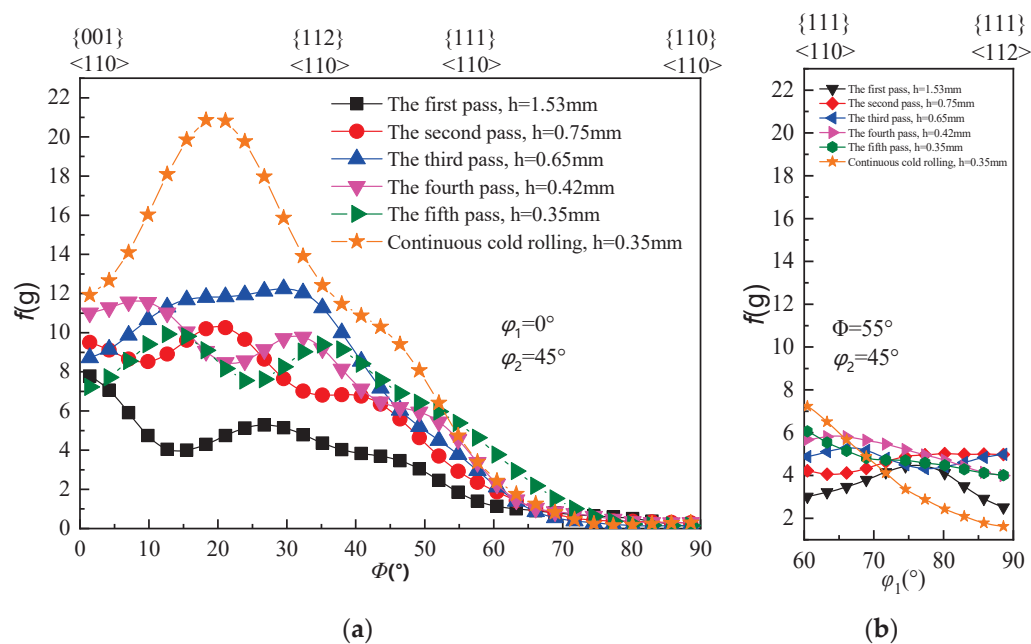 {001} {112} {111} {110}
<110> <110> <110> <110>
f(g)
22
20
18
16
14
12
10
8
6
4
2
0
The first pass, h=1.53mm
The second pass, h=0.75mm
The third pass, h=0.65mm
The fourth pass, h=0.42mm
The fifth pass, h=0.35mm
Continuous cold rolling, h=0.35mm
φ1=0°
φ2=45°
0 10 20 30 40 50 60 70 80 90
Φ(°)
(a)
{111} {111}
<110> <112>
f(g)
22
20
18
16
14
12
10
8
6
4
2
The first pass, h=1.53mm
The second pass, h=0.75mm
The third pass, h=0.65mm
The fourth pass, h=0.42mm
The fifth pass, h=0.35mm
Continuous cold rolling, h=0.35mm
Φ=55°
φ2=45°
60 70 80 90
φ1(°)
(b)